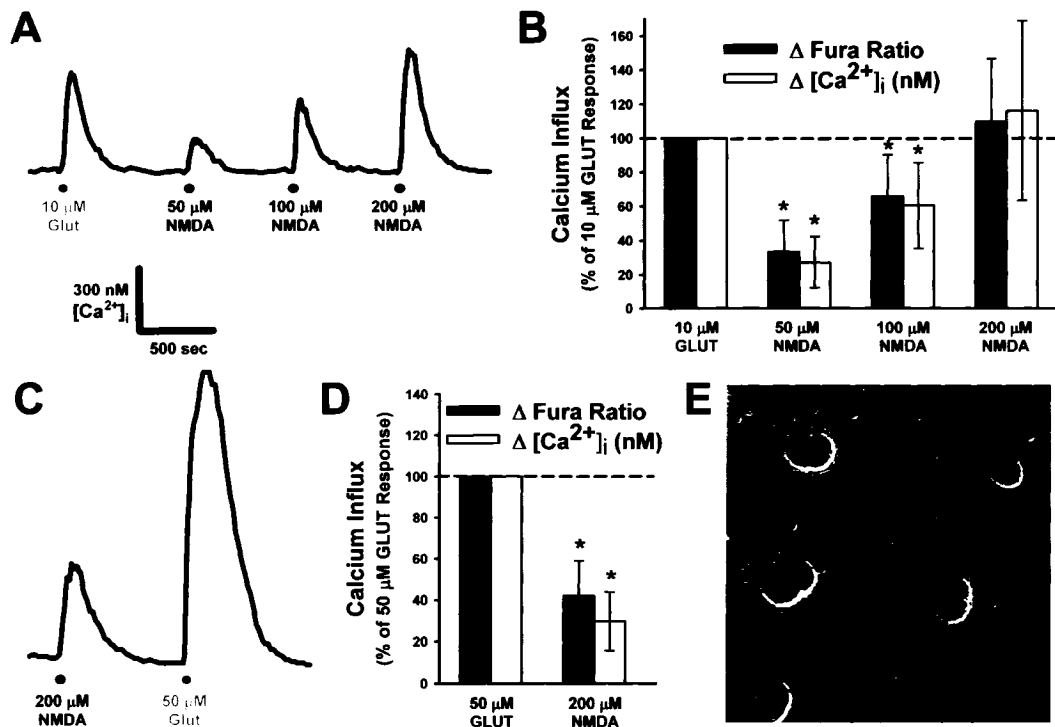 A
10 μM
Glut
50 μM
NMDA
100 μM
NMDA
200 μM
NMDA
300 nM
[Ca2+]i
500 sec
B
Calcium Influx
(% of 10 μM GLUT Response)
160
140
120
100
80
60
40
20
0
Δ Fura Ratio
Δ [Ca2+]i (nM)
*
*
*
*
10 μM
GLUT
50 μM
NMDA
100 μM
NMDA
200 μM
NMDA
C
200 μM
NMDA
50 μM
Glut
D
Calcium Influx
(% of 50 μM GLUT Response)
140
120
100
80
60
40
20
0
Δ Fura Ratio
Δ [Ca2+]i (nM)
*
*
50 μM
GLUT
200 μM
NMDA
E